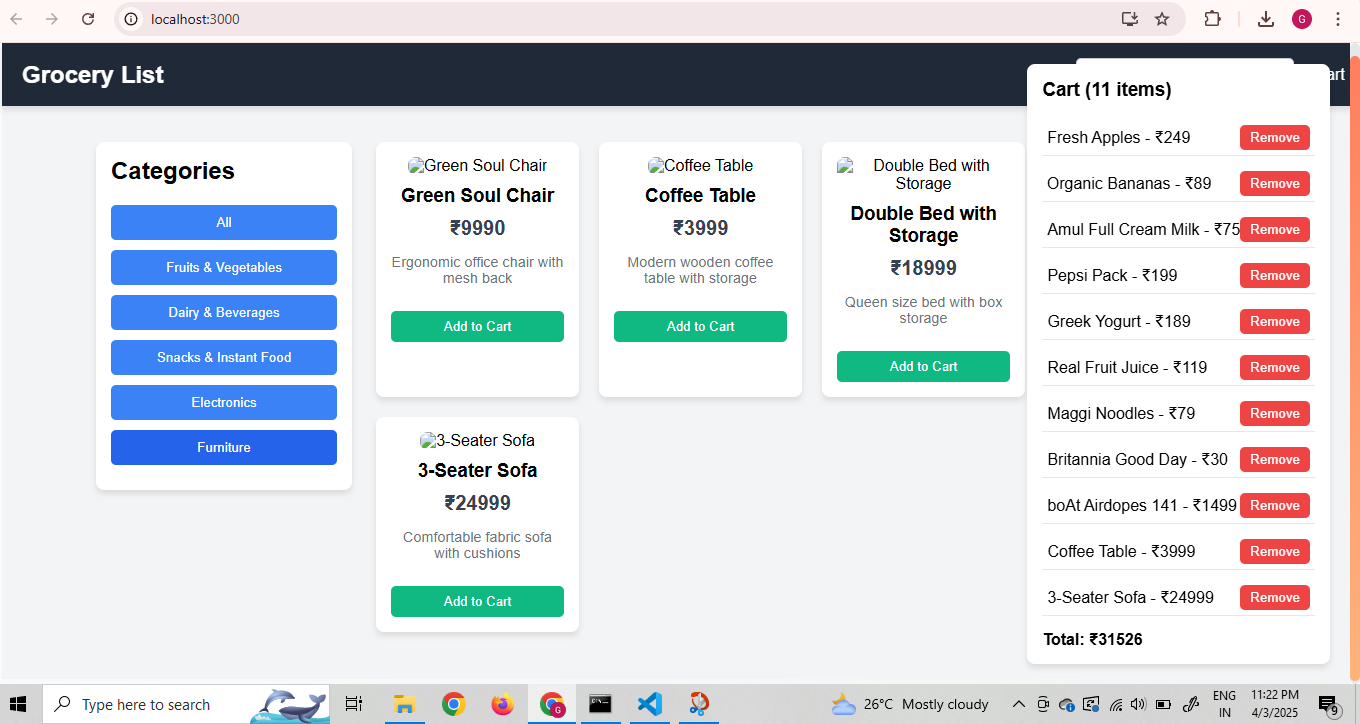 localhost:3000
G
Grocery List
art
Categories
All
Fruits & Vegetables
Dairy & Beverages
Snacks & Instant Food
Electronics
Furniture
Green Soul Chair
Green Soul Chair
₹9990
Ergonomic office chair with
mesh back
Add to Cart
Coffee Table
Coffee Table
₹3999
Modern wooden coffee
table with storage
Add to Cart
Double Bed with
Storage
Double Bed with
Storage
₹18999
Queen size bed with box
storage
Add to Cart
3-Seater Sofa
3-Seater Sofa
₹24999
Comfortable fabric sofa
with cushions
Add to Cart
Cart (11 items)
Fresh Apples - ₹249 Remove
Organic Bananas - ₹89 Remove
Amul Full Cream Milk - ₹75 Remove
Pepsi Pack - ₹199 Remove
Greek Yogurt - ₹189 Remove
Real Fruit Juice - ₹119 Remove
Maggi Noodles - ₹79 Remove
Britannia Good Day - ₹30 Remove
boAt Airdopes 141 - ₹1499 Remove
Coffee Table - ₹3999 Remove
3-Seater Sofa - ₹24999 Remove
Total: ₹31526
Type here to search
G
26°C Mostly cloudy
ENG
IN
11:22 PM
4/3/2025
9